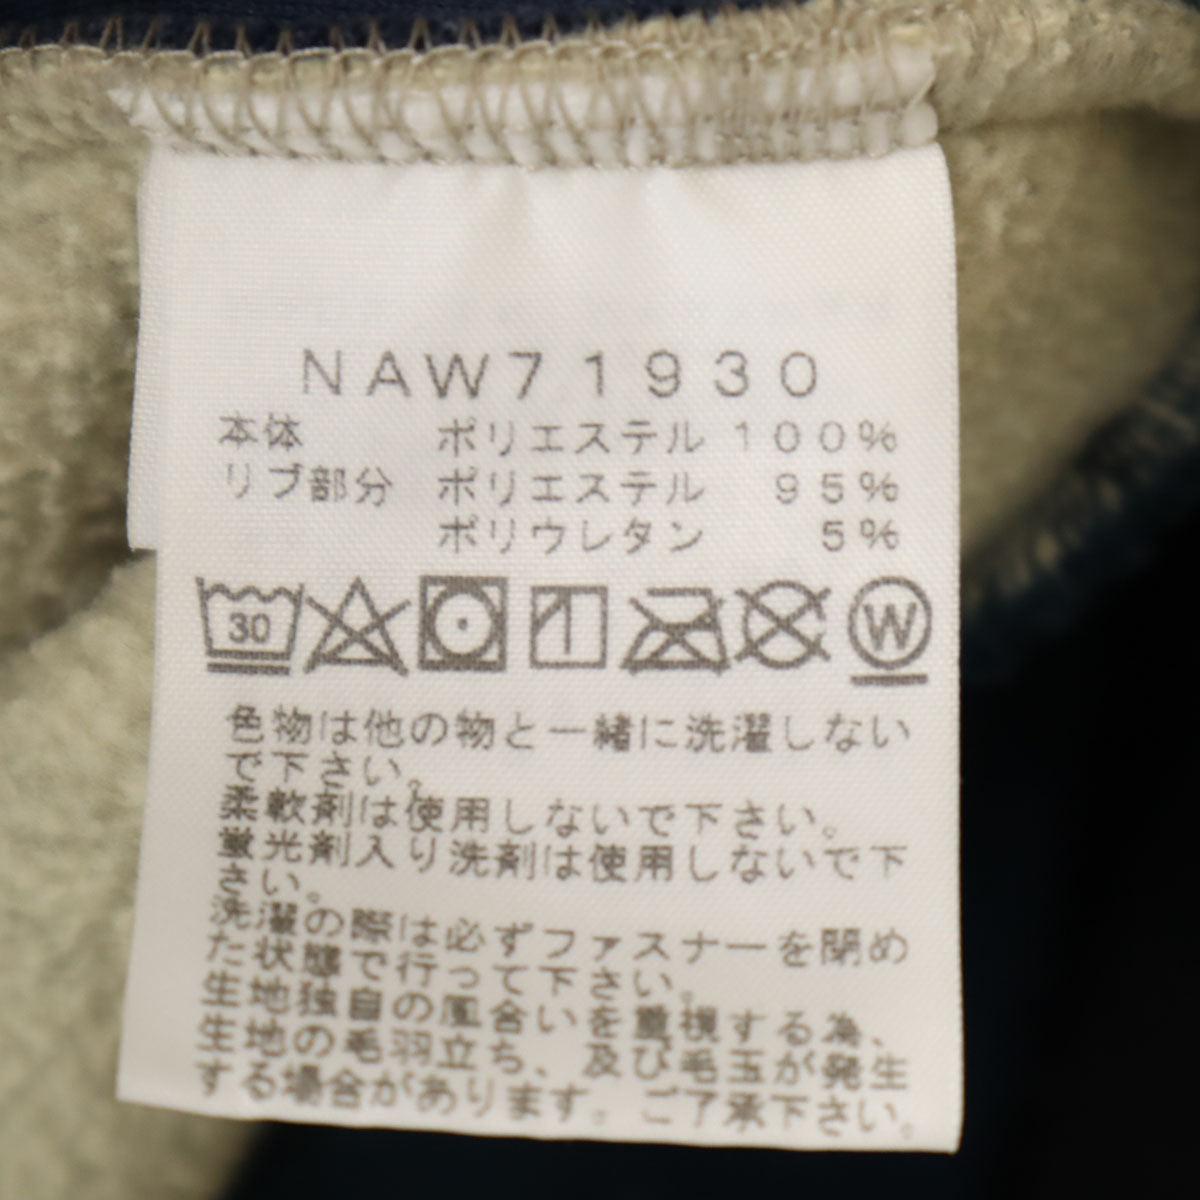 NAW71930
本体 ポリエステル 100%
リブ部分 ポリエステル 95%
ポリウレタン 5%
30 W
色物は他の物と一緒に洗濯しない
で下さい。
柔軟剤は使用しないで下さい。
蛍光剤入り洗剤は使用しないで下
さい。
洗濯の際は必ずファスナーを閉め
た状態で行って下さい。
生地独自の風合いを重視する為、
生地の毛羽立ち、及び毛玉が発生
する場合があります。ご了承下さい。